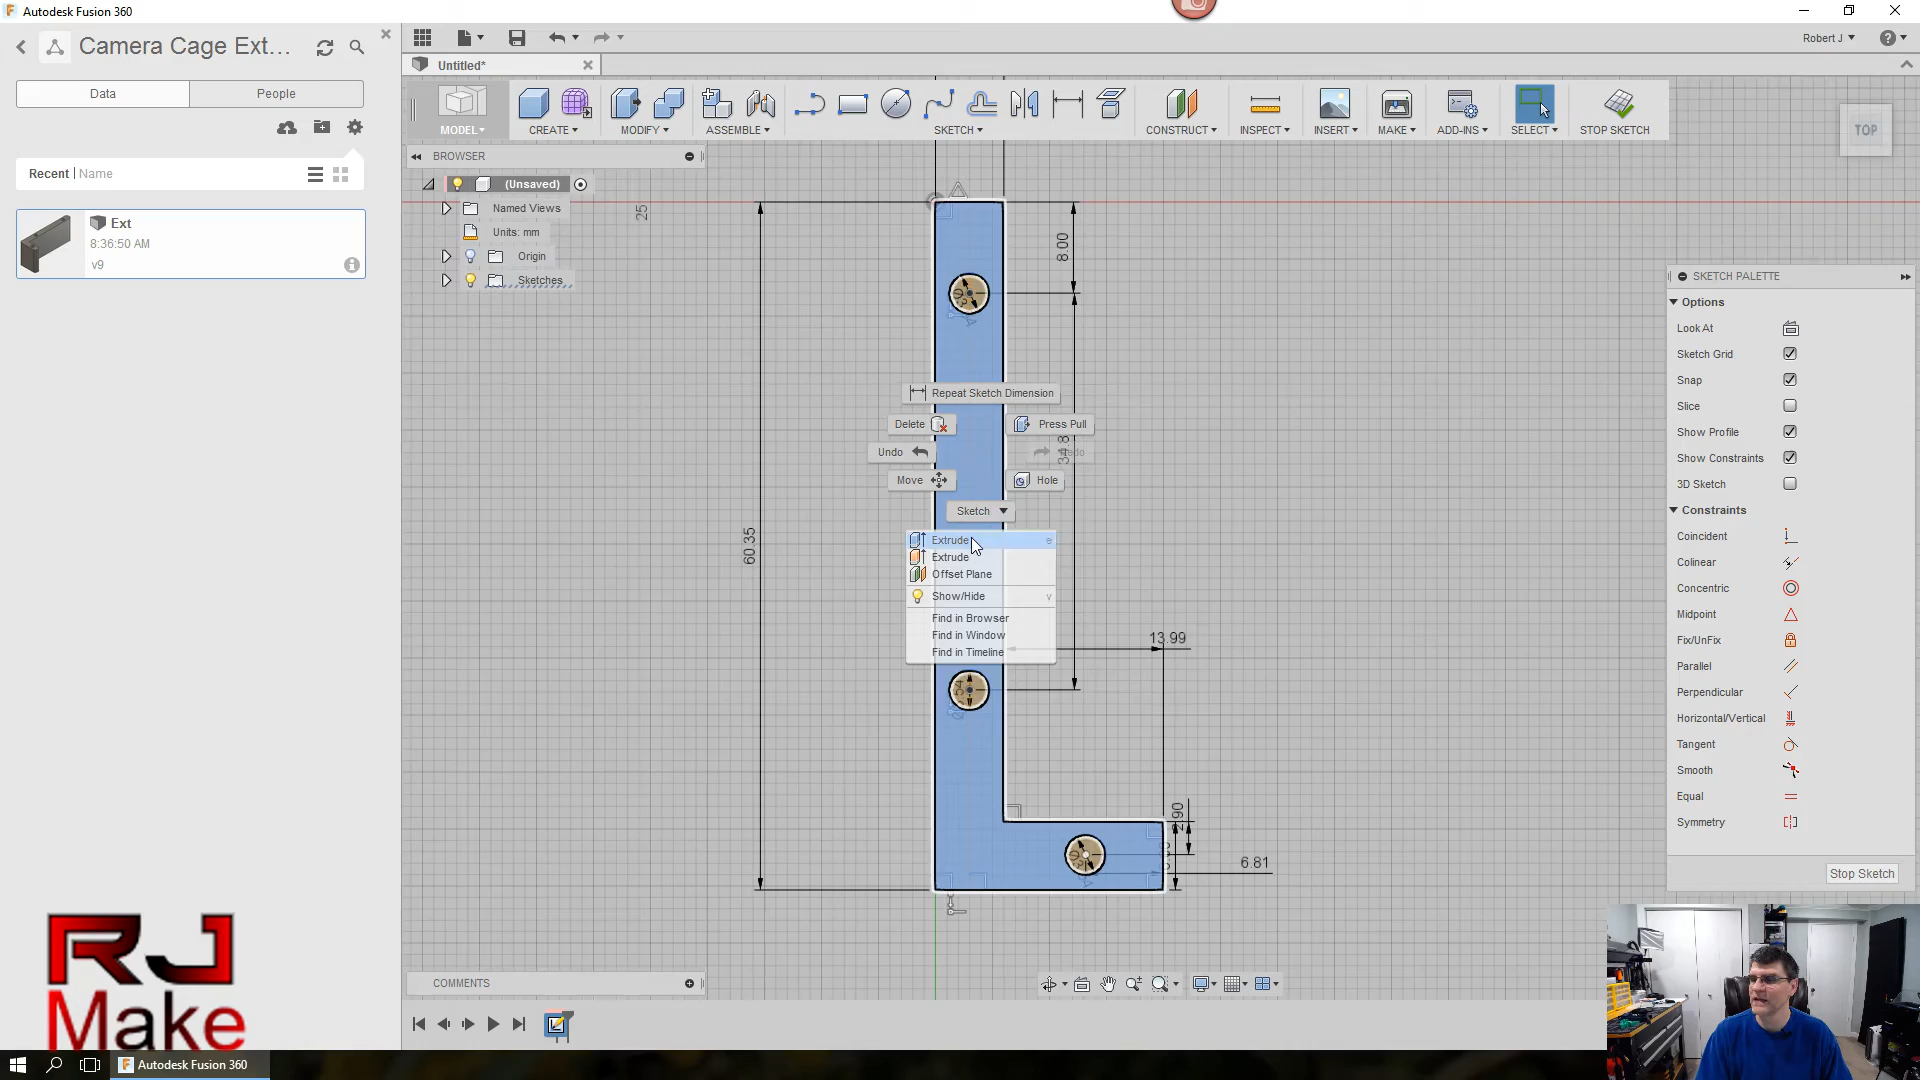 Autodesk Fusion 360
Camera Cage Ext...
Data
People
Recent | Name
Ext
8:36:50 AM
v9
Robert J
Untitled*
MODEL
CREATE
MODIFY
ASSEMBLE
SKETCH
CONSTRUCT
INSPECT
INSERT
MAKE
ADD-INS
SELECT
STOP SKETCH
TOP
BROWSER
(Unsaved)
Named Views
Units: mm
Origin
Sketches
25
8.00
60.35
13.99
2.90
6.81
Repeat Sketch Dimension
Delete
Press Pull
Undo
Move
Hole
Sketch
Extrude e
Extrude
Offset Plane
Show/Hide v
Find in Browser
Find in Window
Find in Timeline
SKETCH PALETTE
Options
Look At
Sketch Grid
Snap
Slice
Show Profile
Show Constraints
3D Sketch
Constraints
Coincident
Colinear
Concentric
Midpoint
Fix/UnFix
Parallel
Perpendicular
Horizontal/Vertical
Tangent
Smooth
Equal
Symmetry
Stop Sketch
COMMENTS
RJ
Make
Autodesk Fusion 360